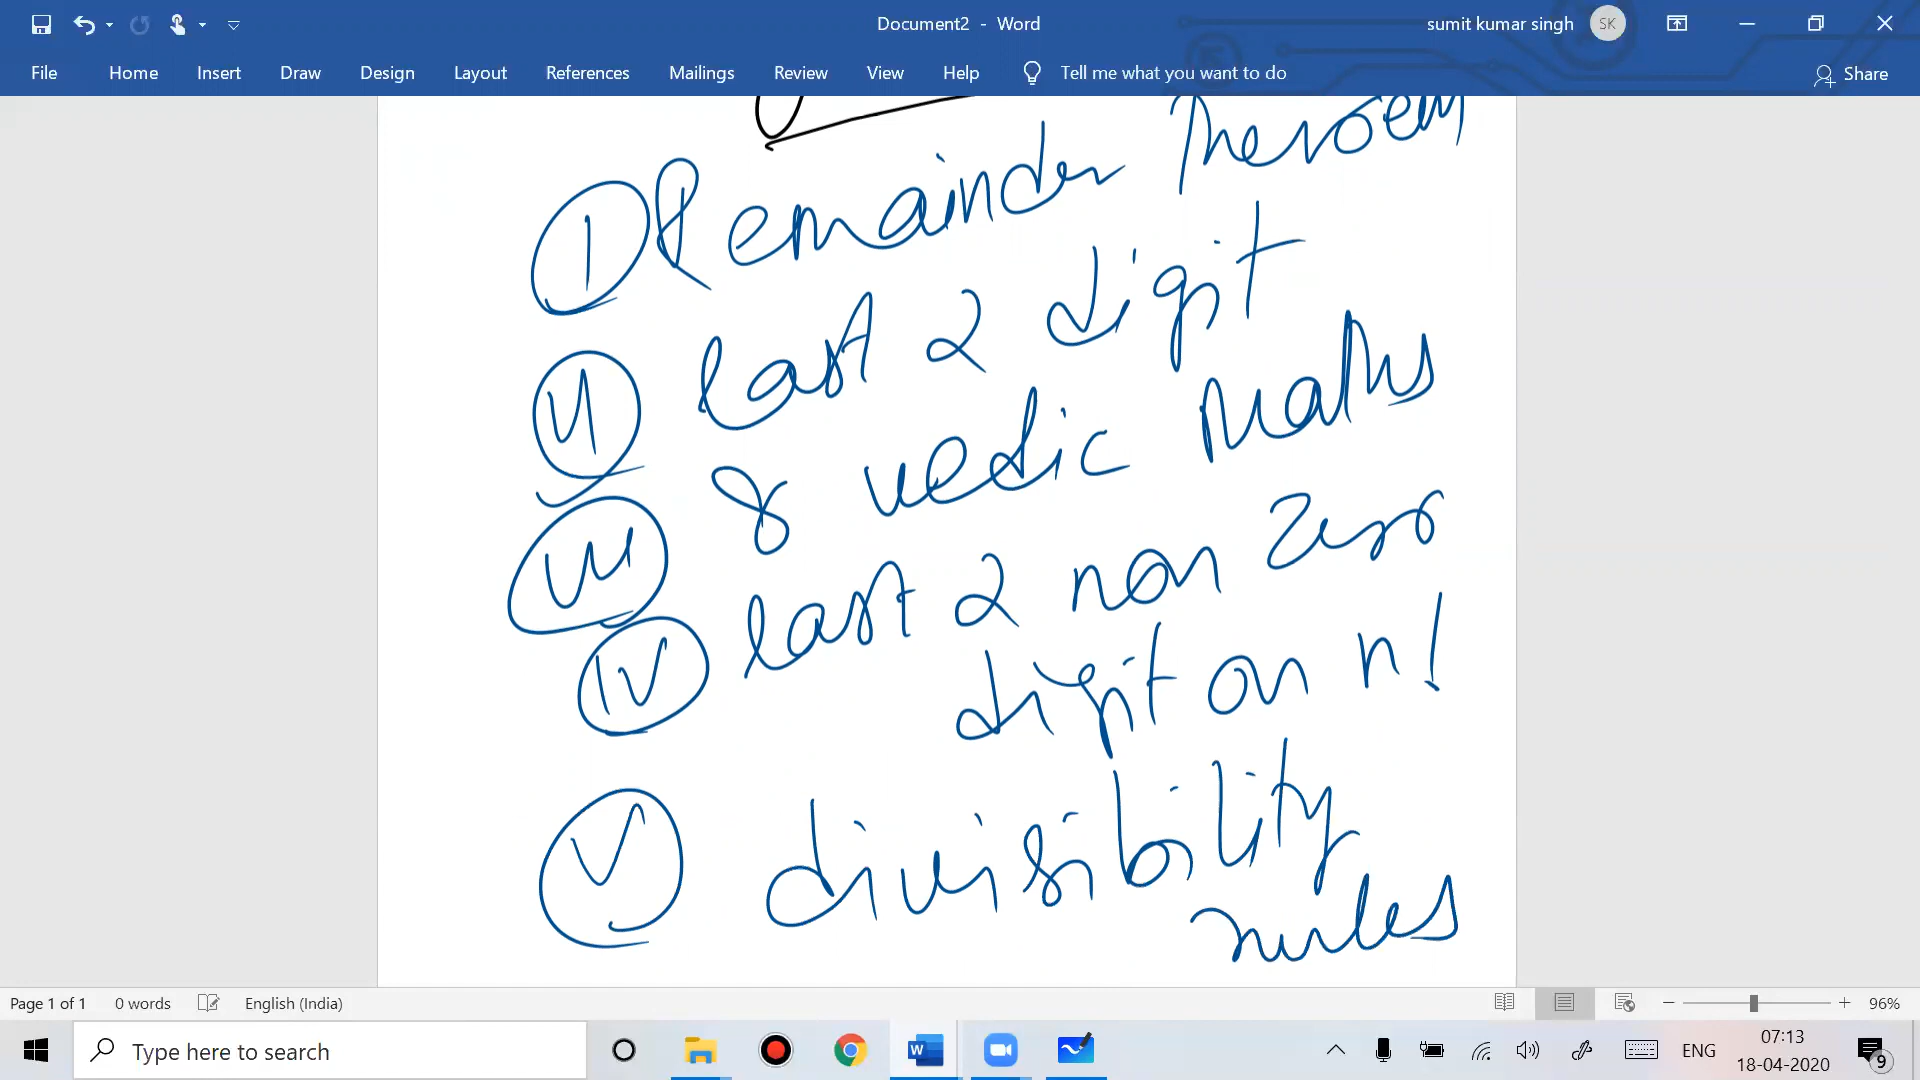 Document2 - Word
sumit kumar singh SK
File Home Insert Draw Design Layout References Mailings Review View Help Tell me what you want to do Share
I Remainder Theroem
II last 2 digit
III & vedic Maths
IV last 2 non zero
digit on n!
V divisibility
rules
Page 1 of 1 0 words English (India) 96%
Type here to search
ENG 07:13
18-04-2020 9